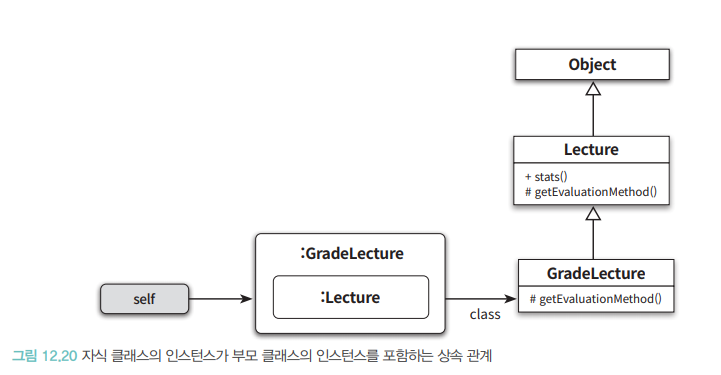 Object
Lecture
+ stats()
# getEvaluationMethod()
:GradeLecture
:Lecture
self
class
GradeLecture
# getEvaluationMethod()
그림 12.20 자식 클래스의 인스턴스가 부모 클래스의 인스턴스를 포함하는 상속 관계